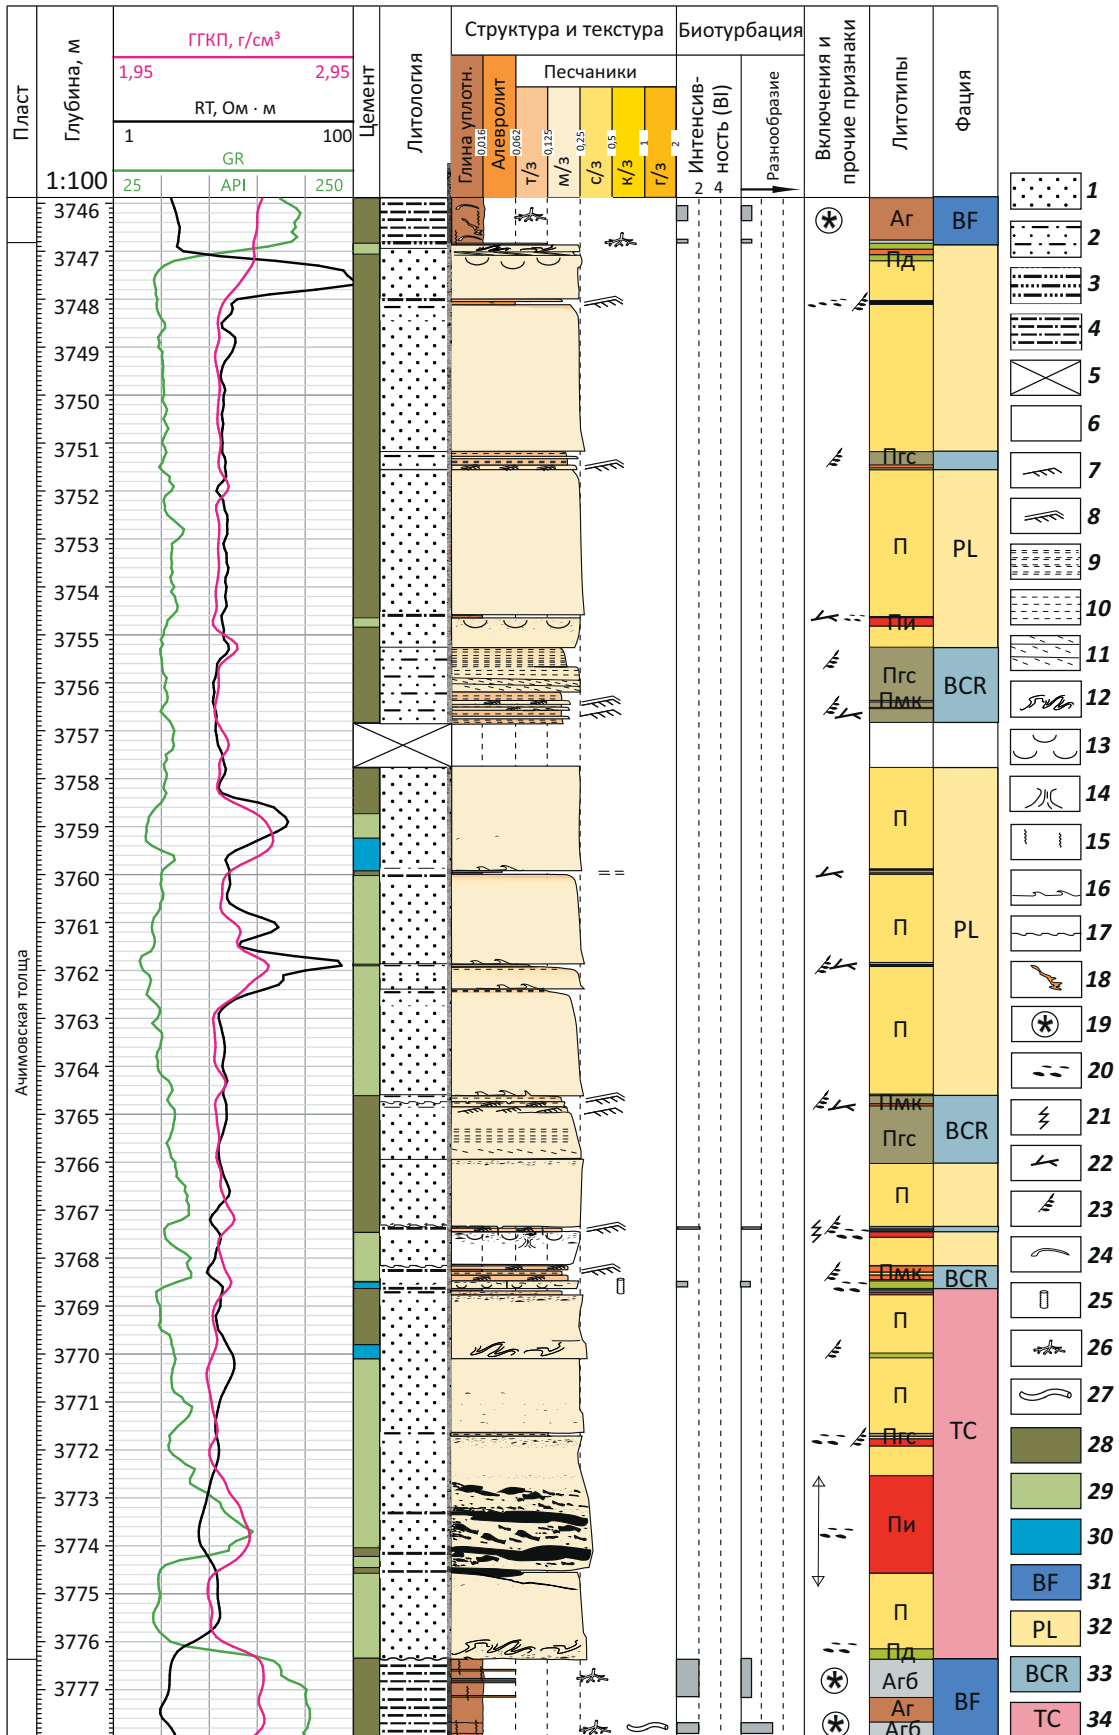 Пласт
Глубина, м
1:100
ГГКП, г/см³
1,95 2,95
RT, Ом · м
1 100
GR
25 API 250
Цемент
Литология
Структура и текстура
Глина уплотн.
Алевролит
Песчаники
т/з
м/з
с/з
к/з
г/з
0,016
0,062
0,125
0,25
0,5
1
2
Биотурбация
Интенсив-
ность (BI)
2 4
Разнообразие
Включения и
прочие признаки
Литотипы
Фация
Ачимовская толща
3746
3747
3748
3749
3750
3751
3752
3753
3754
3755
3756
3757
3758
3759
3760
3761
3762
3763
3764
3765
3766
3767
3768
3769
3770
3771
3772
3773
3774
3775
3776
3777
Аг
Пд
Пгс
П
Пи
Пгс
Пмк
П
П
П
Пмк
Пгс
П
Пмк
П
П
Пгс
Пи
П
Пд
Агб
Аг
Агб
BF
PL
BCR
PL
BCR
BCR
TC
BF
1
2
3
4
5
6
7
8
9
10
11
12
13
14
15
16
17
18
19
20
21
22
23
24
25
26
27
28
29
30
BF 31
PL 32
BCR 33
TC 34